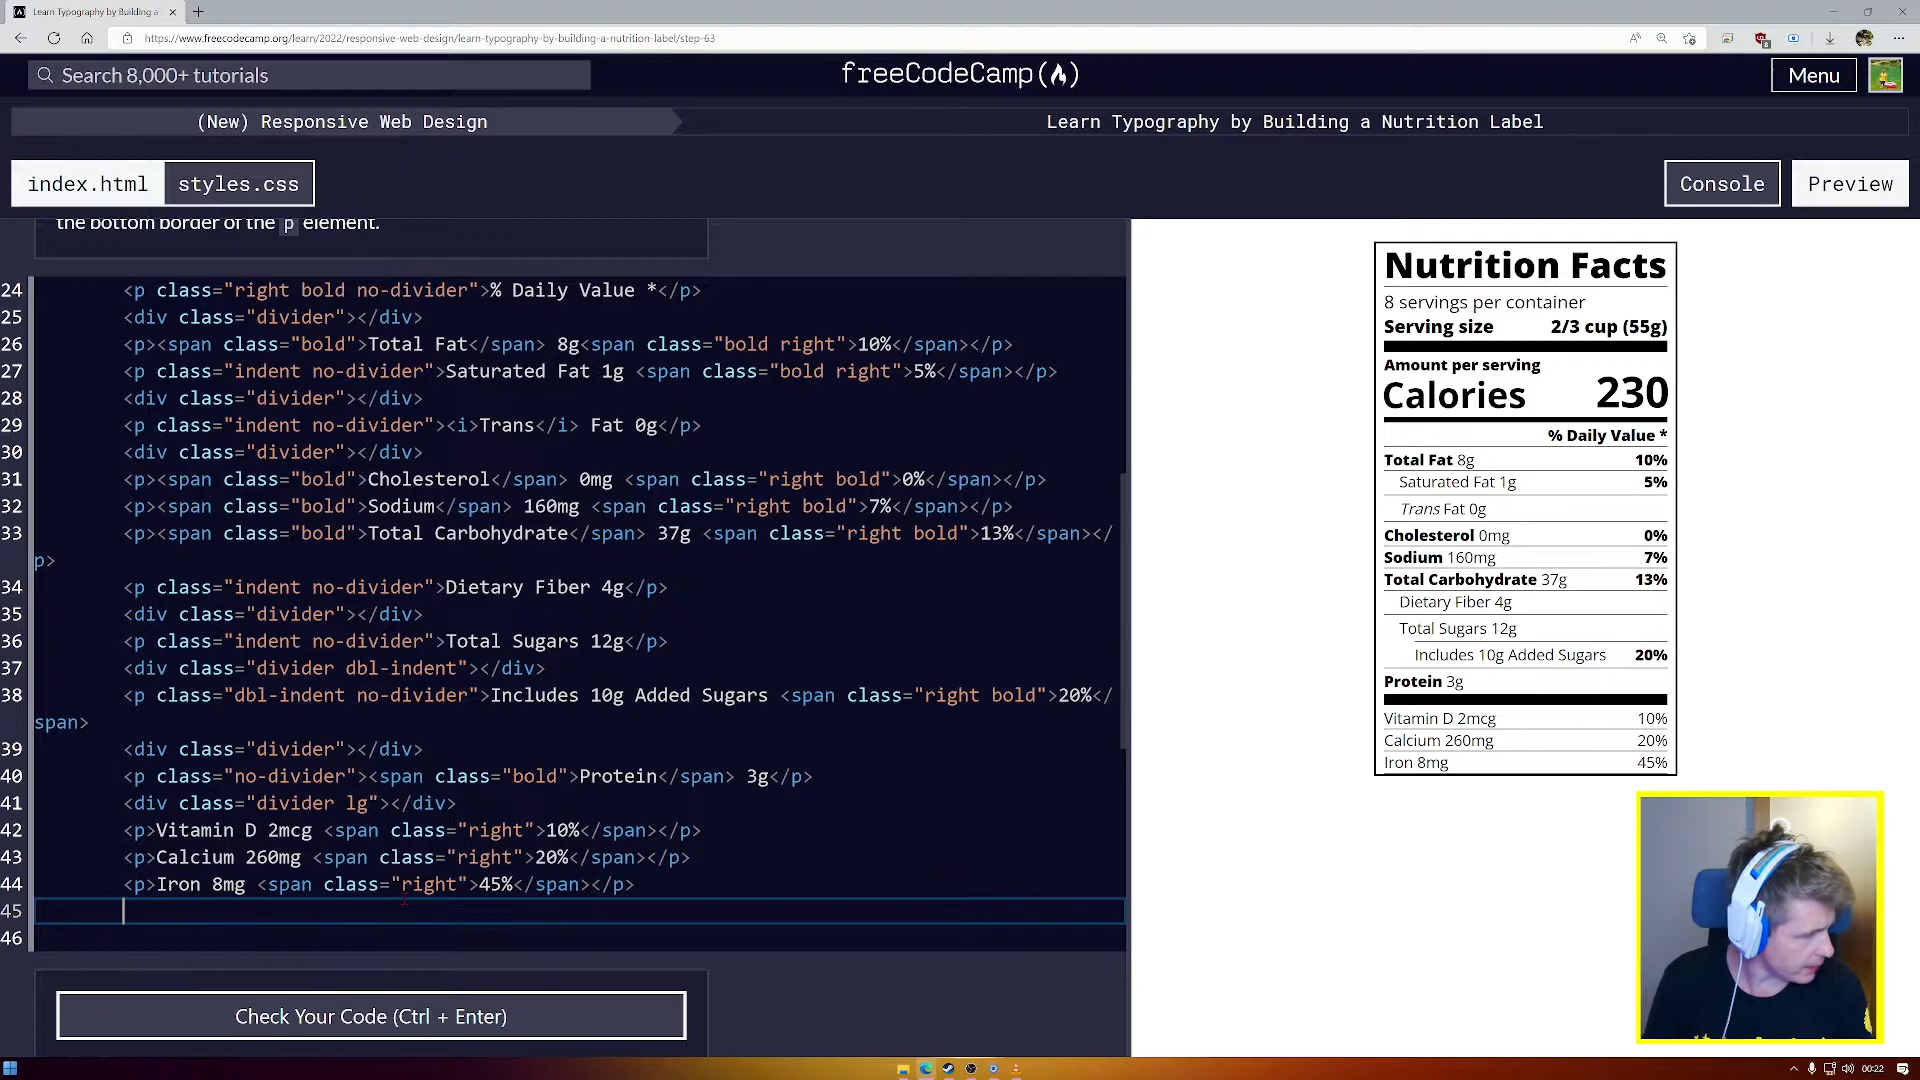 Learn Typography by Building a
https://www.freecodecamp.org/learn/2022/responsive-web-design/learn-typography-by-building-a-nutrition-label/step-63
Search 8,000+ tutorials
freeCodeCamp
Menu
(New) Responsive Web Design
Learn Typography by Building a Nutrition Label
index.html
styles.css
Console
Preview
the bottom border of the p element.
24 <p class="right bold no-divider">% Daily Value *</p>
25 <div class="divider"></div>
26 <p><span class="bold">Total Fat</span> 8g<span class="bold right">10%</span></p>
27 <p class="indent no-divider">Saturated Fat 1g <span class="bold right">5%</span></p>
28 <div class="divider"></div>
29 <p class="indent no-divider"><i>Trans</i> Fat 0g</p>
30 <div class="divider"></div>
31 <p><span class="bold">Cholesterol</span> 0mg <span class="right bold">0%</span></p>
32 <p><span class="bold">Sodium</span> 160mg <span class="right bold">7%</span></p>
33 <p><span class="bold">Total Carbohydrate</span> 37g <span class="right bold">13%</span></
p>
34 <p class="indent no-divider">Dietary Fiber 4g</p>
35 <div class="divider"></div>
36 <p class="indent no-divider">Total Sugars 12g</p>
37 <div class="divider dbl-indent"></div>
38 <p class="dbl-indent no-divider">Includes 10g Added Sugars <span class="right bold">20%</
span>
39 <div class="divider"></div>
40 <p class="no-divider"><span class="bold">Protein</span> 3g</p>
41 <div class="divider lg"></div>
42 <p>Vitamin D 2mcg <span class="right">10%</span></p>
43 <p>Calcium 260mg <span class="right">20%</span></p>
44 <p>Iron 8mg <span class="right">45%</span></p>
45
46
Check Your Code (Ctrl + Enter)
Nutrition Facts
8 servings per container
Serving size 2/3 cup (55g)
Amount per serving
Calories 230
% Daily Value *
Total Fat 8g 10%
Saturated Fat 1g 5%
Trans Fat 0g
Cholesterol 0mg 0%
Sodium 160mg 7%
Total Carbohydrate 37g 13%
Dietary Fiber 4g
Total Sugars 12g
Includes 10g Added Sugars 20%
Protein 3g
Vitamin D 2mcg 10%
Calcium 260mg 20%
Iron 8mg 45%
00:22